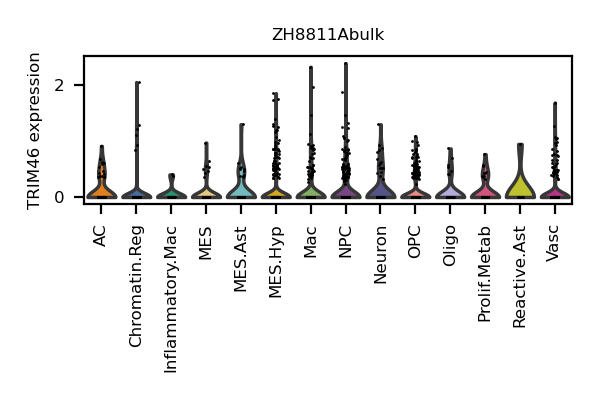 ZH8811Abulk
TRIM46 expression
2
0
AC
Chromatin.Reg
Inflammatory.Mac
MES
MES.Ast
MES.Hyp
Mac
NPC
Neuron
OPC
Oligo
Prolif.Metab
Reactive.Ast
Vasc